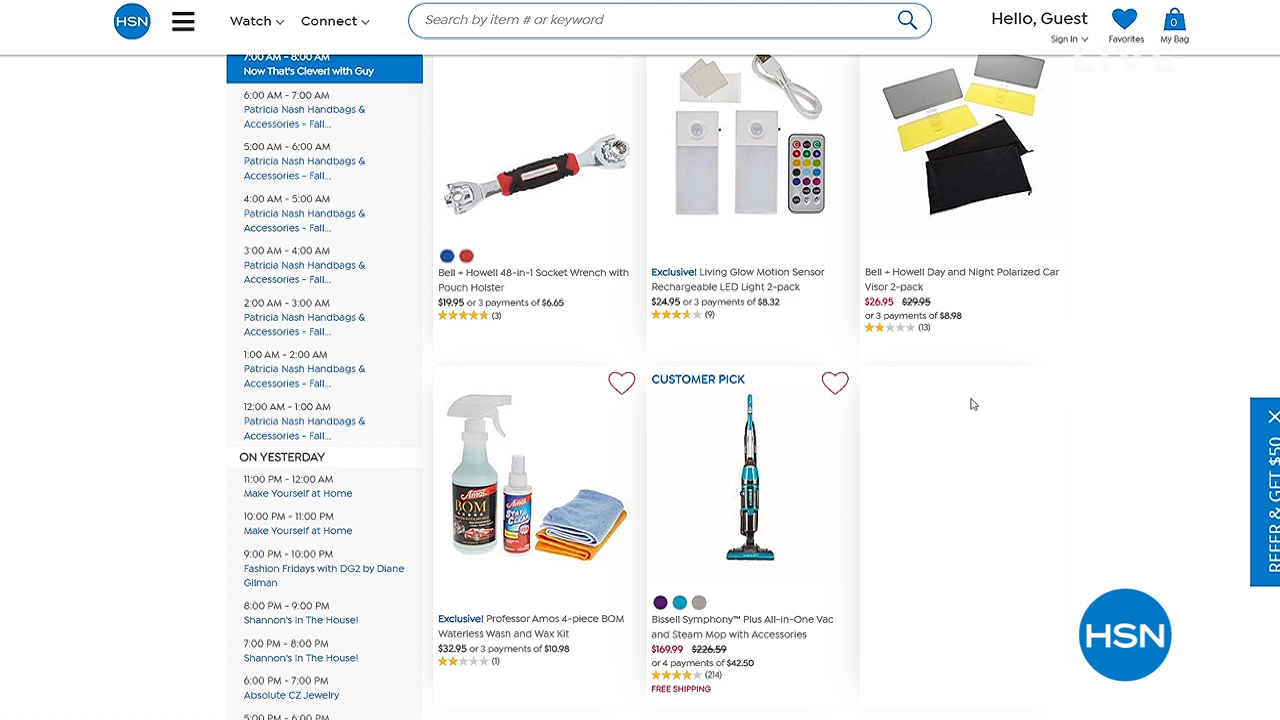 HSN
Watch
Connect
Search by item # or keyword
Hello, Guest
Sign In
Favorites
0
My Bag
LIVE
7:00 AM - 8:00 AM
Now That's Clever! with Guy
6:00 AM - 7:00 AM
Patricia Nash Handbags &
Accessories - Fall...
5:00 AM - 6:00 AM
Patricia Nash Handbags &
Accessories - Fall...
4:00 AM - 5:00 AM
Patricia Nash Handbags &
Accessories - Fall...
3:00 AM - 4:00 AM
Patricia Nash Handbags &
Accessories - Fall...
2:00 AM - 3:00 AM
Patricia Nash Handbags &
Accessories - Fall...
1:00 AM - 2:00 AM
Patricia Nash Handbags &
Accessories - Fall...
12:00 AM - 1:00 AM
Patricia Nash Handbags &
Accessories - Fall...
ON YESTERDAY
11:00 PM - 12:00 AM
Make Yourself at Home
10:00 PM - 11:00 PM
Make Yourself at Home
9:00 PM - 10:00 PM
Fashion Fridays with DG2 by Diane
Gilman
8:00 PM - 9:00 PM
Shannon's In The House!
7:00 PM - 8:00 PM
Shannon's In The House!
6:00 PM - 7:00 PM
Absolute CZ Jewelry
5:00 PM - 6:00 PM
Bell + Howell 48-in-1 Socket Wrench with
Pouch Holster
$19.95 or 3 payments of $6.65
(3)
Exclusive! Living Glow Motion Sensor
Rechargeable LED Light 2-pack
$24.95 or 3 payments of $8.32
(9)
Bell + Howell Day and Night Polarized Car
Visor 2-pack
$26.95 $29.95
or 3 payments of $8.98
(13)
Amos
BOM
Amos
STAY
CLEAR
Exclusive! Professor Amos 4-piece BOM
Waterless Wash and Wax Kit
$32.95 or 3 payments of $10.98
(1)
CUSTOMER PICK
Bissell Symphony™ Plus All-in-One Vac
and Steam Mop with Accessories
$169.99 $226.59
or 4 payments of $42.50
(214)
FREE SHIPPING
REFER & GET $50
HSN